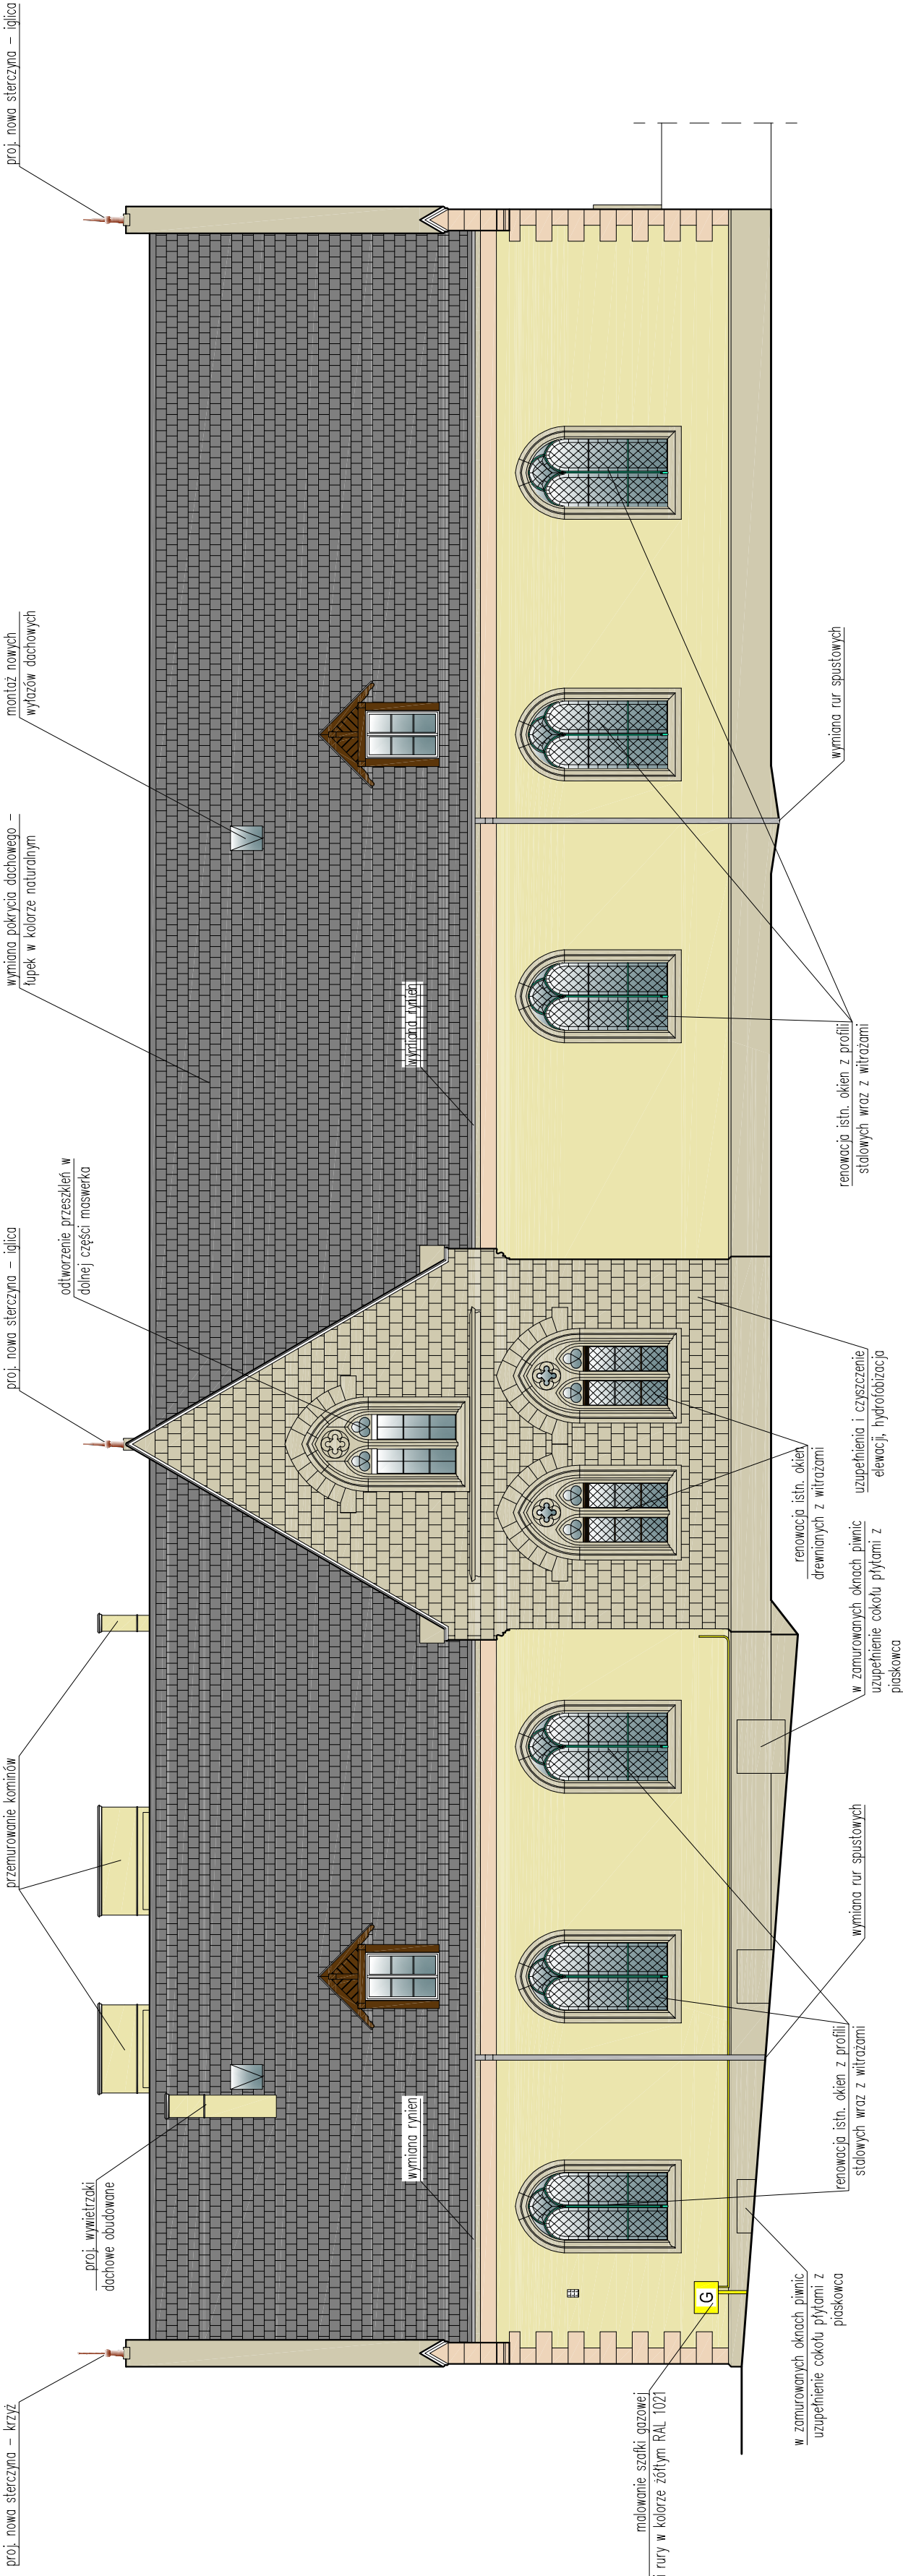 proj. nowa sterczyna – krzyż
proj. wywietrzaki
dachowe obudowane
przemurowanie kominów
proj. nowa sterczyna – iglica
odtworzenie przeszkleń w
dolnej części maswerka
wymiana pokrycia dachowego –
łupek w kolorze naturalnym
montaż nowych
wyłazów dachowych
proj. nowa sterczyna – iglica
wymiana rynien
wymiana rynien
G
malowanie szafki gazowej
i rury w kolorze żółtym RAL 1021
w zamurowanych oknach piwnic
uzupełnienie cokołu płytami z
piaskowca
renowacja istn. okien z profili
stalowych wraz z witrażami
wymiana rur spustowych
w zamurowanych oknach piwnic
uzupełnienie cokołu płytami z
piaskowca
renowacja istn. okien
drewnianych z witrażami
uzupełnienia i czyszczenie
elewacji, hydrofobizacja
renowacja istn. okien z profili
stalowych wraz z witrażami
wymiana rur spustowych